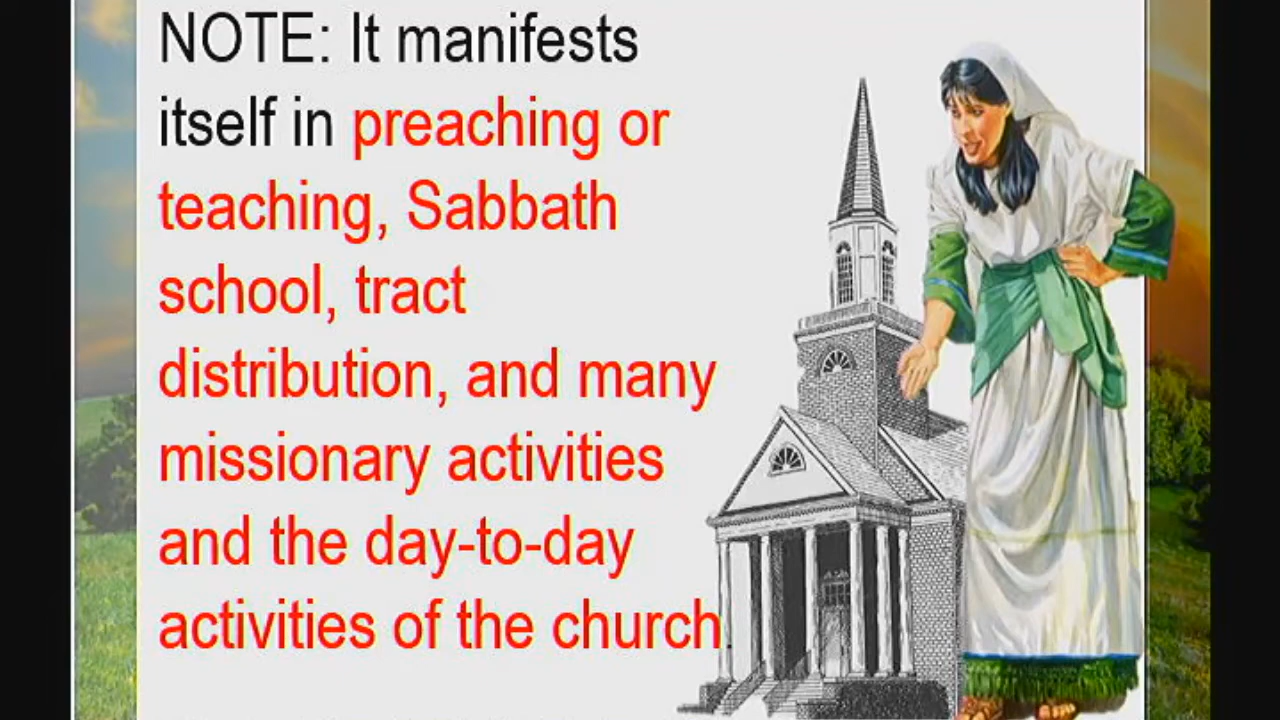 NOTE: It manifests
itself in preaching or
teaching, Sabbath
school, tract
distribution, and many
missionary activities
and the day-to-day
activities of the church.